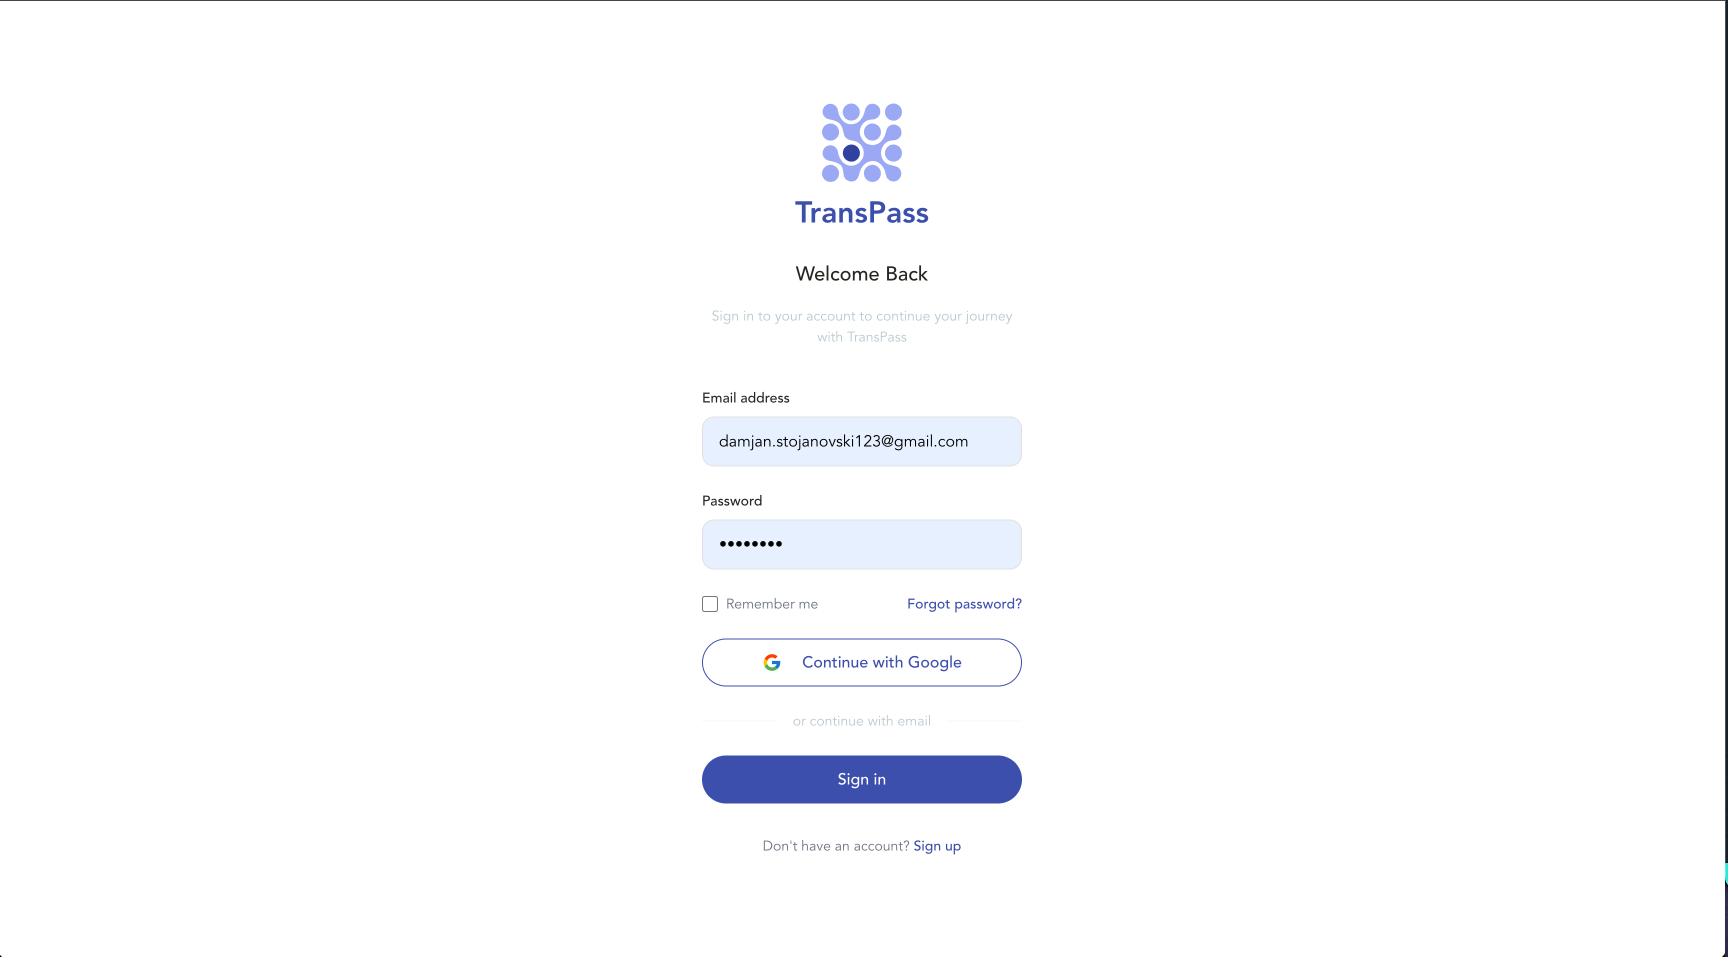 TransPass
Welcome Back
Sign in to your account to continue your journey
with TransPass
Email address
damjan.stojanovski123@gmail.com
Password
••••••••
Remember me
Forgot password?
Continue with Google
or continue with email
Sign in
Don't have an account? Sign up